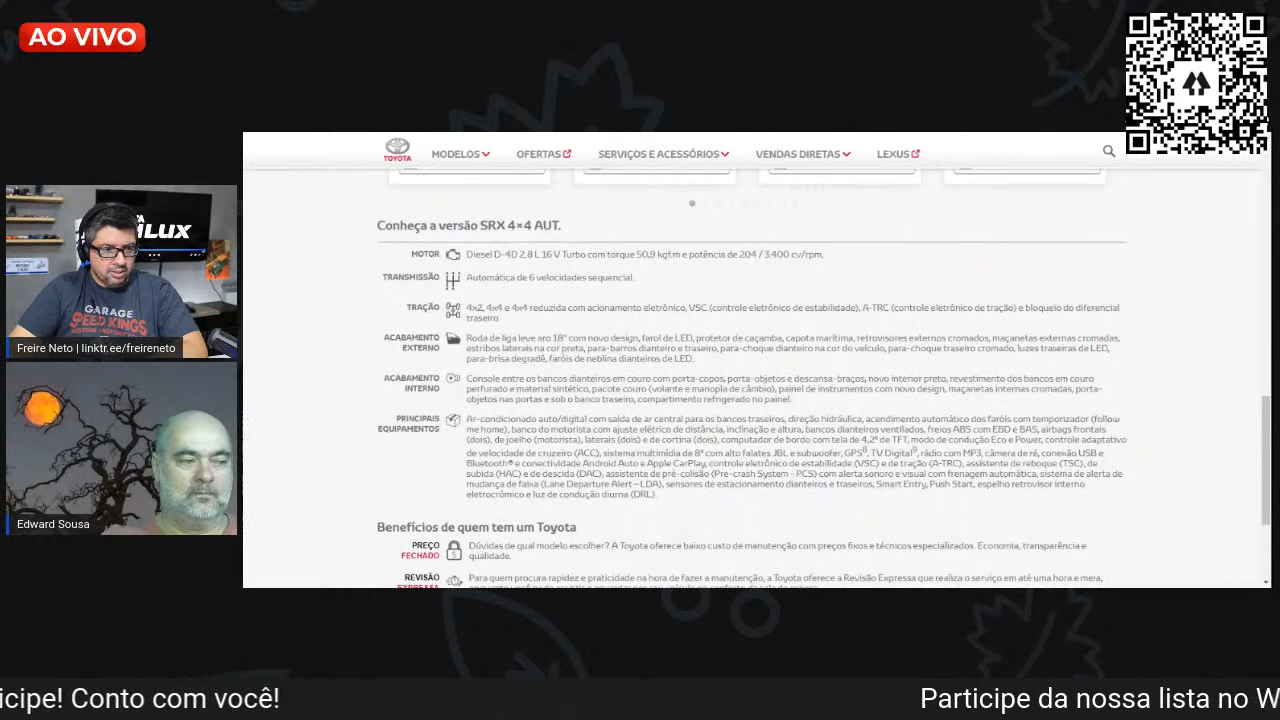 AO VIVO
TOYOTA
MODELOS
OFERTAS
SERVIÇOS E ACESSÓRIOS
VENDAS DIRETAS
LEXUS
Conheça a versão SRX 4x4 AUT.
MOTOR
Diesel D-4D 2.8 L 16 V Turbo com torque 50,9 kgf.m e potência de 204 / 3.400 cv/rpm.
TRANSMISSÃO
Automática de 6 velocidades sequencial.
TRAÇÃO
4x2, 4x4 e 4x4 reduzida com acionamento eletrônico, VSC (controle eletrônico de estabilidade), A-TRC (controle eletrônico de tração) e bloqueio do diferencial
traseiro.
ACABAMENTO
EXTERNO
Roda de liga leve aro 18" com novo design, farol de LED, protetor de caçamba, capota marítima, retrovisores externos cromados, maçanetas externas cromadas,
estribos laterais na cor preta, para-barros dianteiro e traseiro, para-choque dianteiro na cor do veículo, para-choque traseiro cromado, luzes traseiras de LED,
para-brisa degradê, faróis de neblina dianteiros de LED.
ACABAMENTO
INTERNO
Console entre os bancos dianteiros em couro com porta-copos, porta-objetos e descansa-braços, novo interior preto, revestimento dos bancos em couro
perfurado e material sintético, pacote couro (volante e manopla de câmbio), painel de instrumentos com novo design, maçanetas internas cromadas, porta-
objetos nas portas e sob o banco traseiro, compartimento refrigerado no painel.
PRINCIPAIS
EQUIPAMENTOS
Ar-condicionado auto/digital com saída de ar central para os bancos traseiros, direção hidráulica, acendimento automático dos faróis com temporizador (follow
me home), banco do motorista com ajuste elétrico de distância, inclinação e altura, bancos dianteiros ventilados, freios ABS com EBD e BAS, airbags frontais
(dois), de joelho (motorista), laterais (dois) e de cortina (dois), computador de bordo com tela de 4,2" de TFT, modo de condução Eco e Power, controle adaptativo
de velocidade de cruzeiro (ACC), sistema multimídia de 8" com alto falates JBL e subwoofer, GPS⁸, TV Digital⁹, rádio com MP3, câmera de ré, conexão USB e
Bluetooth® e conectividade Android Auto e Apple CarPlay, controle eletrônico de estabilidade (VSC) e de tração (A-TRC), assistente de reboque (TSC), de
subida (HAC) e de descida (DAC), assistente de pré-colisão (Pre-crash System - PCS) com alerta sonoro e visual com frenagem automática, sistema de alerta de
mudança de faixa (Lane Departure Alert – LDA), sensores de estacionamento dianteiros e traseiros, Smart Entry, Push Start, espelho retrovisor interno
eletrocrômico e luz de condução diurna (DRL).
Benefícios de quem tem um Toyota
PREÇO
FECHADO
Dúvidas de qual modelo escolher? A Toyota oferece baixo custo de manutenção com preços fixos e técnicos especializados. Economia, transparência e
qualidade.
REVISÃO
EXPRESSA
Para quem procura rapidez e praticidade na hora de fazer a manutenção, a Toyota oferece a Revisão Expressa que realiza o serviço em até uma hora e meia,
GARAGE
SPEED KINGS
Freire Neto | linktr.ee/freireneto
Edward Sousa
icipe! Conto com você!
Participe da nossa lista no W